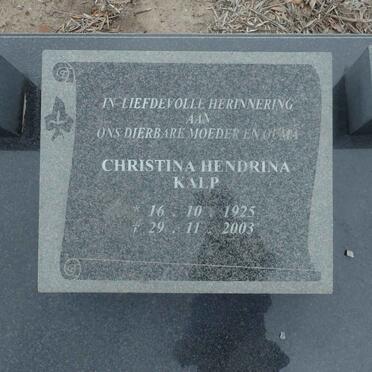 IN LIEFDEVOLLE HERINNERING
AAN
ONS DIERBARE MOEDER EN OUMA
CHRISTINA HENDRINA
KALP
* 16 . 10 . 1925
† 29 . 11 . 2003